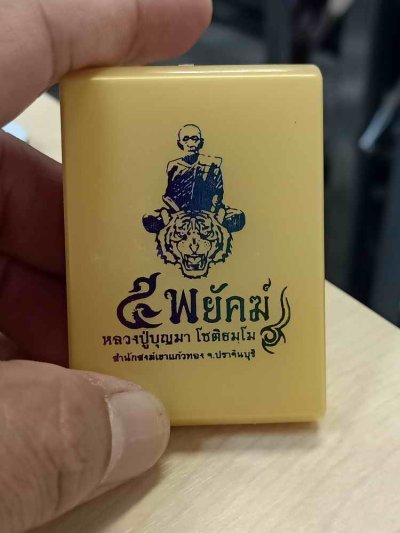 ๕ พยัคฆ์
หลวงปู่บุญมา โชติธมฺโม
สำนักสงฆ์เขาแก้วทอง จ.ปราจีนบุรี